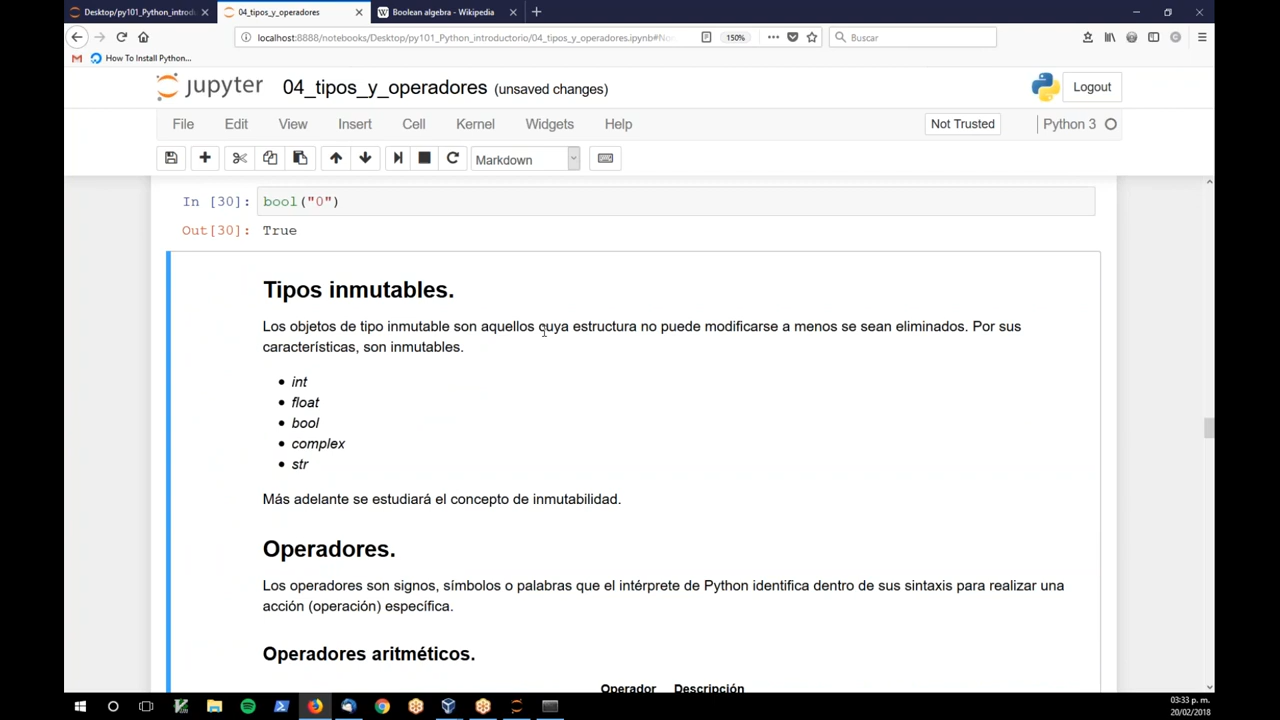 Desktop/py101_Python_introdu
04_tipos_y_operadores
Boolean algebra - Wikipedia
localhost:8888/notebooks/Desktop/py101_Python_introductorio/04_tipos_y_operadores.ipynb#No
150%
Buscar
How To Install Python...
jupyter 04_tipos_y_operadores (unsaved changes)
Logout
File Edit View Insert Cell Kernel Widgets Help
Not Trusted
Python 3
Markdown
In [30]: bool("0")
Out[30]: True
Tipos inmutables.
Los objetos de tipo inmutable son aquellos cuya estructura no puede modificarse a menos se sean eliminados. Por sus
características, son inmutables.
• int
• float
• bool
• complex
• str
Más adelante se estudiará el concepto de inmutabilidad.
Operadores.
Los operadores son signos, símbolos o palabras que el intérprete de Python identifica dentro de sus sintaxis para realizar una
acción (operación) específica.
Operadores aritméticos.
Operador Descripción
03:33 p. m.
20/02/2018